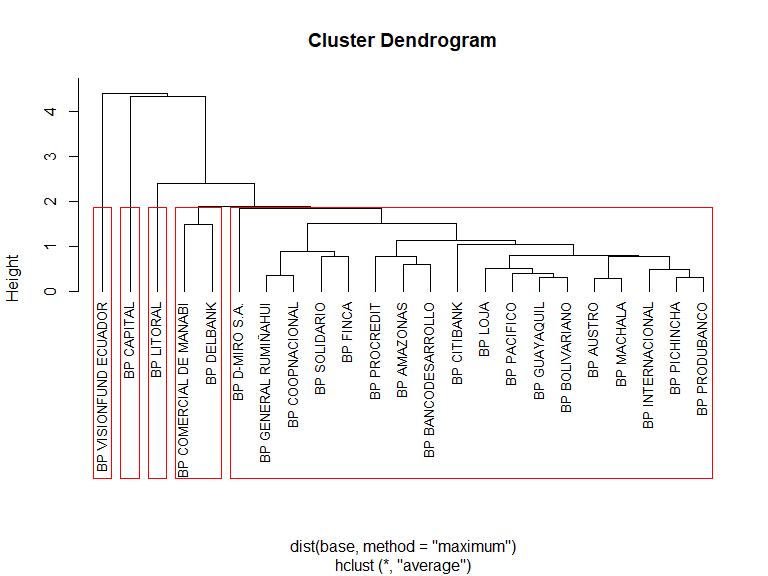 Cluster Dendrogram
Height
4
3
2
1
0
BP VISIONFUND ECUADOR
BP CAPITAL
BP LITORAL
BP COMERCIAL DE MANABI
BP DELBANK
BP D-MIRO S.A.
BP GENERAL RUMIÑAHUI
BP COOPNACIONAL
BP SOLIDARIO
BP FINCA
BP PROCREDIT
BP AMAZONAS
BP BANCODESARROLLO
BP CITIBANK
BP LOJA
BP PACIFICO
BP GUAYAQUIL
BP BOLIVARIANO
BP AUSTRO
BP MACHALA
BP INTERNACIONAL
BP PICHINCHA
BP PRODUBANCO
dist(base, method = "maximum")
hclust (*, "average")